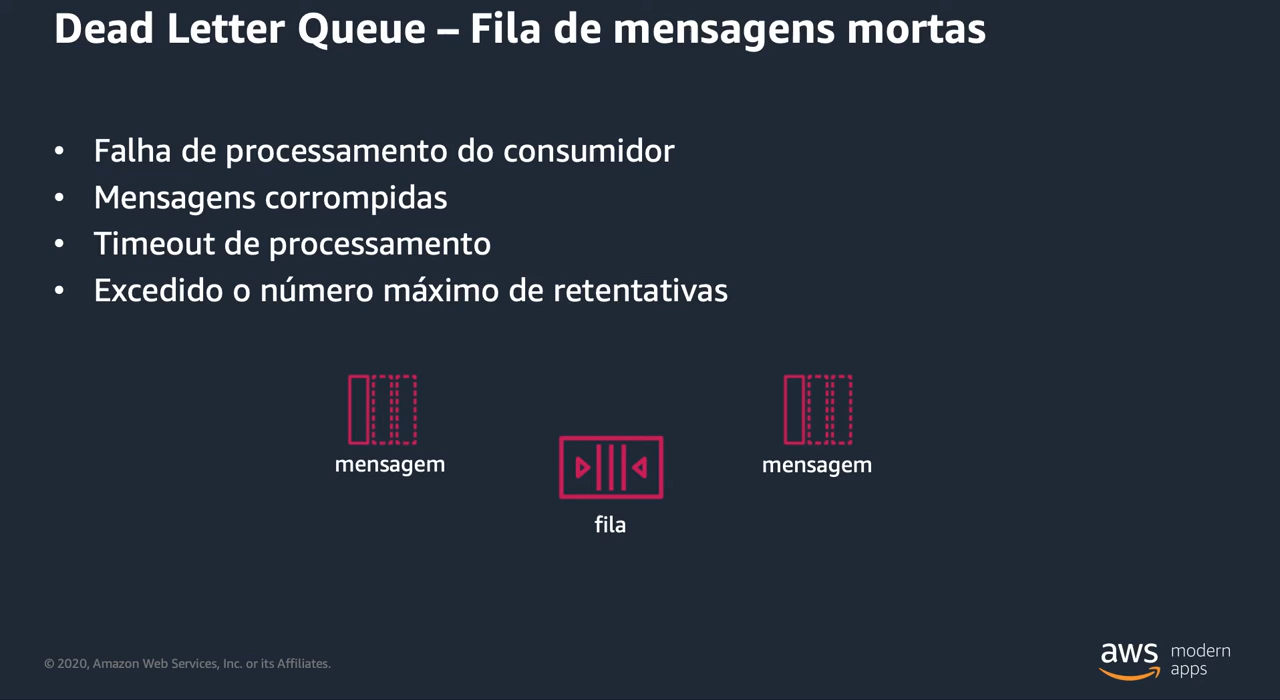 Dead Letter Queue – Fila de mensagens mortas
• Falha de processamento do consumidor
• Mensagens corrompidas
• Timeout de processamento
• Excedido o número máximo de retentativas
mensagem
mensagem
fila
© 2020, Amazon Web Services, Inc. or its Affiliates.
aws modern
apps